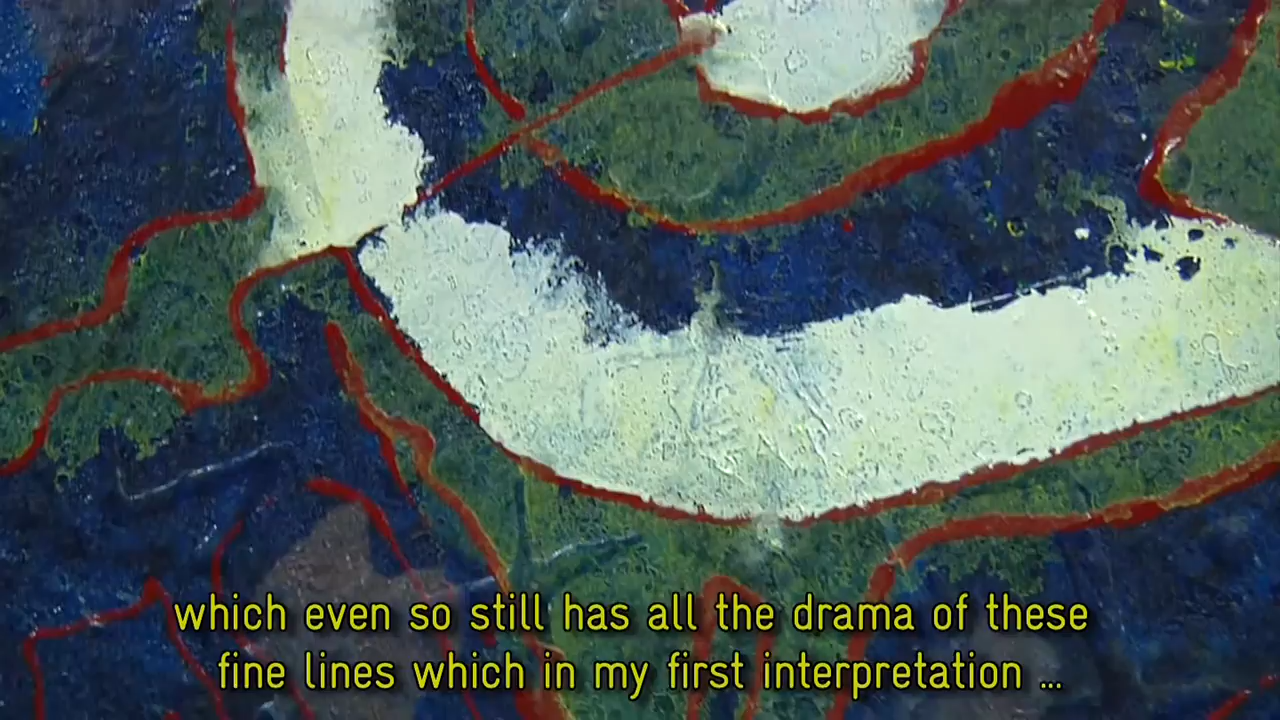 which even so still has all the drama of these
fine lines which in my first interpretation ...